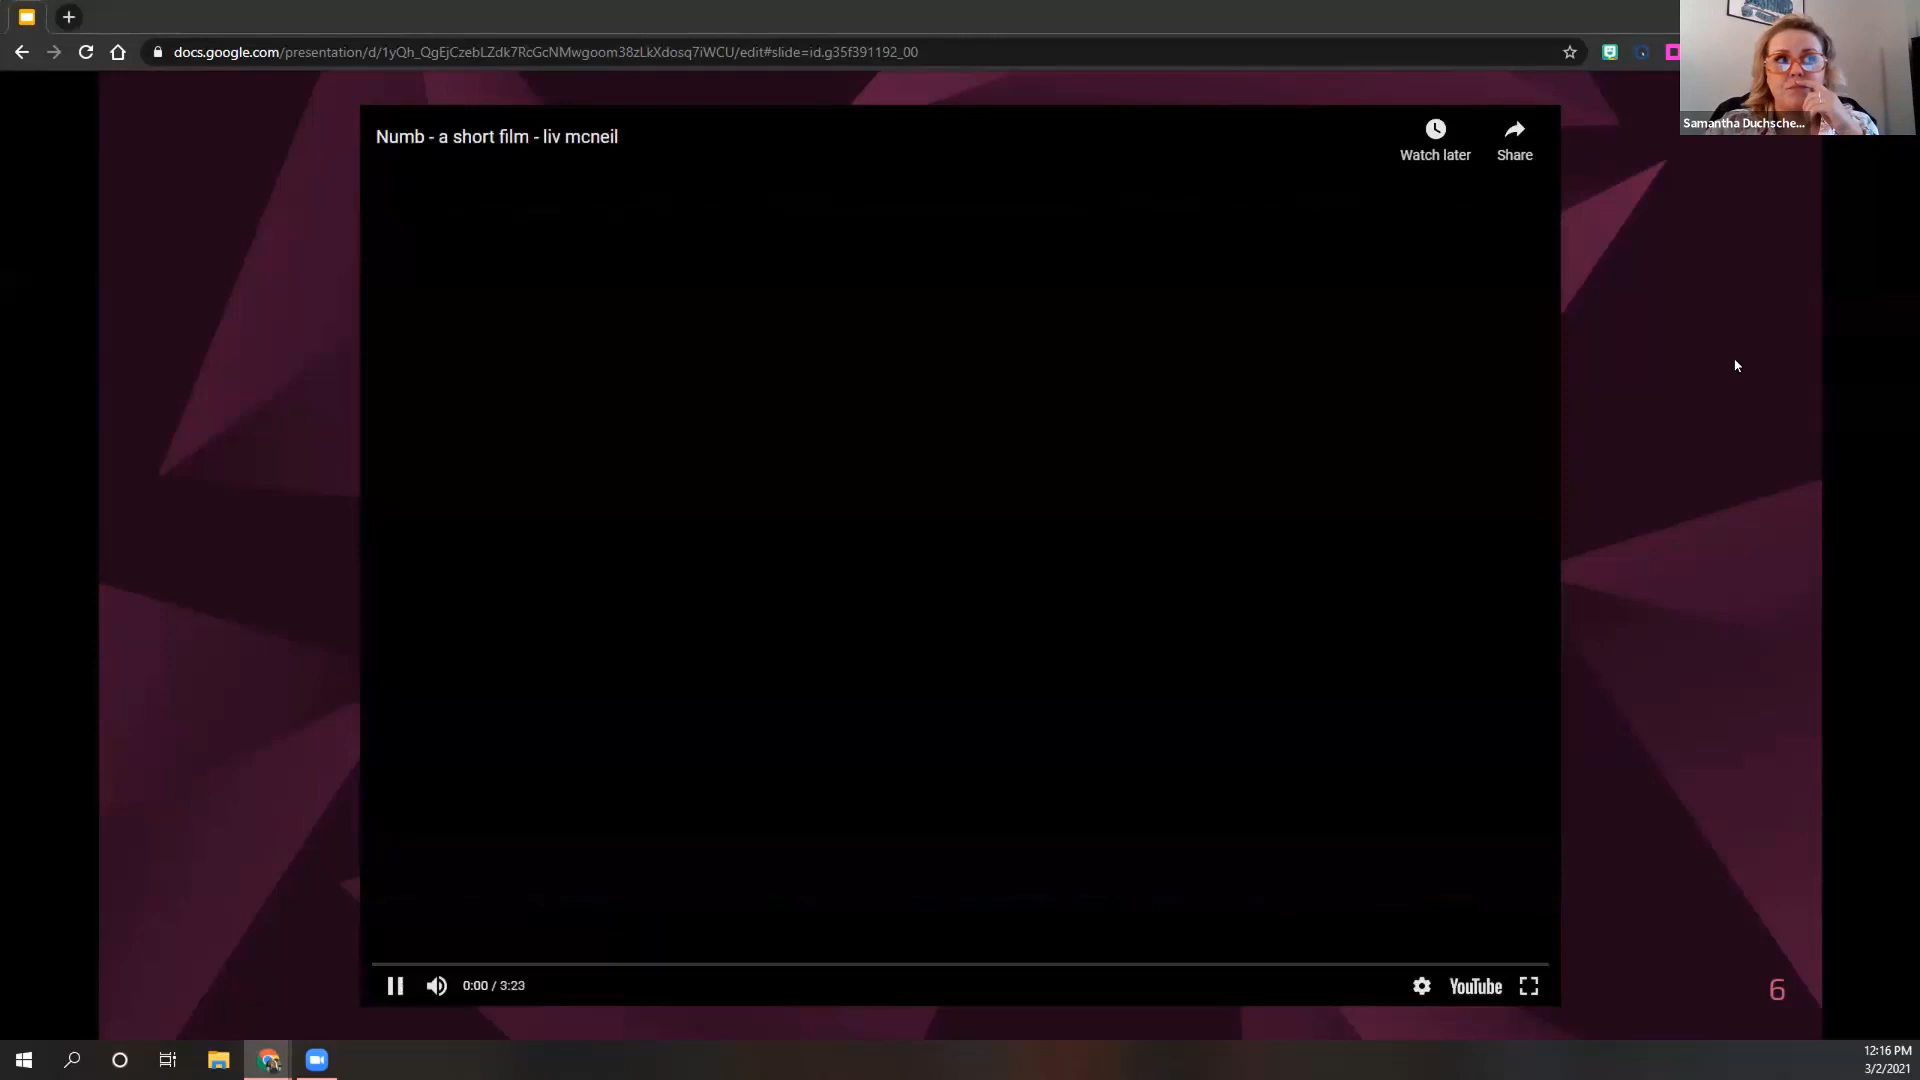 docs.google.com/presentation/d/1yQh_QgEjCzebLZdk7RcGcNMwgoom38zLkXdosq7iWCU/edit#slide=id.g35f391192_00
Samantha Duchsche...
Numb - a short film - liv mcneil
Watch later
Share
0:00 / 3:23
YouTube
6
12:16 PM
3/2/2021